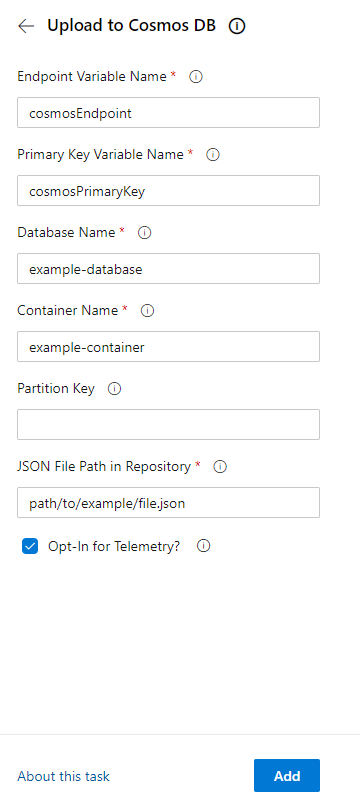 Upload to Cosmos DB
Endpoint Variable Name *
cosmosEndpoint
Primary Key Variable Name *
cosmosPrimaryKey
Database Name *
example-database
Container Name *
example-container
Partition Key
JSON File Path in Repository *
path/to/example/file.json
Opt-In for Telemetry?
About this task
Add